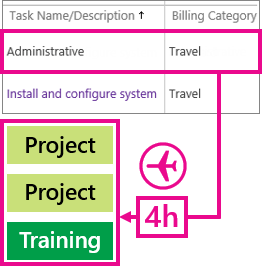 Task Name/Description ↑ Billing Category
Administrative Travel
Install and configure system Travel
Project
Project
4h
Training